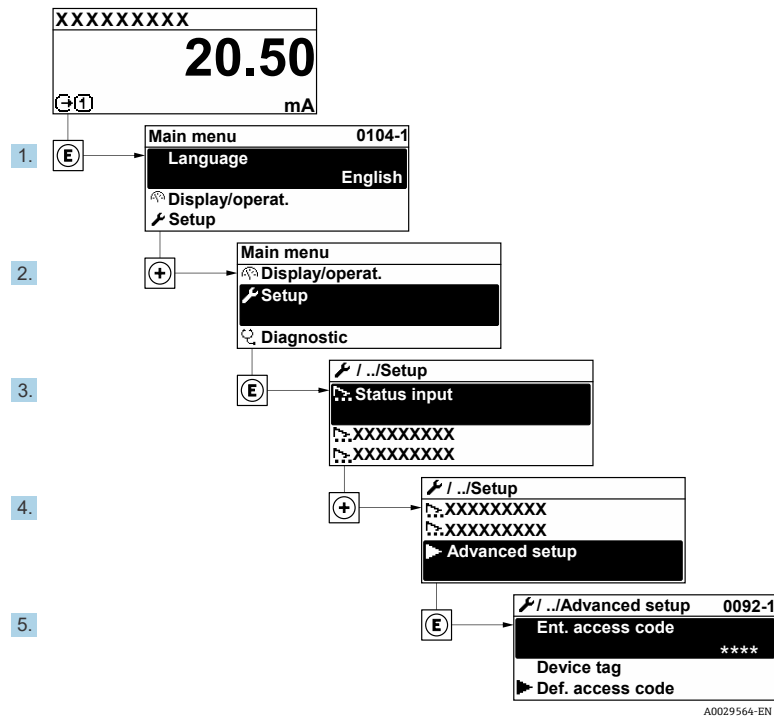 XXXXXXXXX
20.50
1 mA
1. E
Main menu 0104-1
Language
English
Display/operat.
Setup
2. +
Main menu
Display/operat.
Setup
Diagnostic
3. E
/ ../Setup
Status input
XXXXXXXXX
XXXXXXXXX
4. +
/ ../Setup
XXXXXXXXX
XXXXXXXXX
Advanced setup
5. E
/ ../Advanced setup 0092-1
Ent. access code
****
Device tag
Def. access code
A0029564-EN